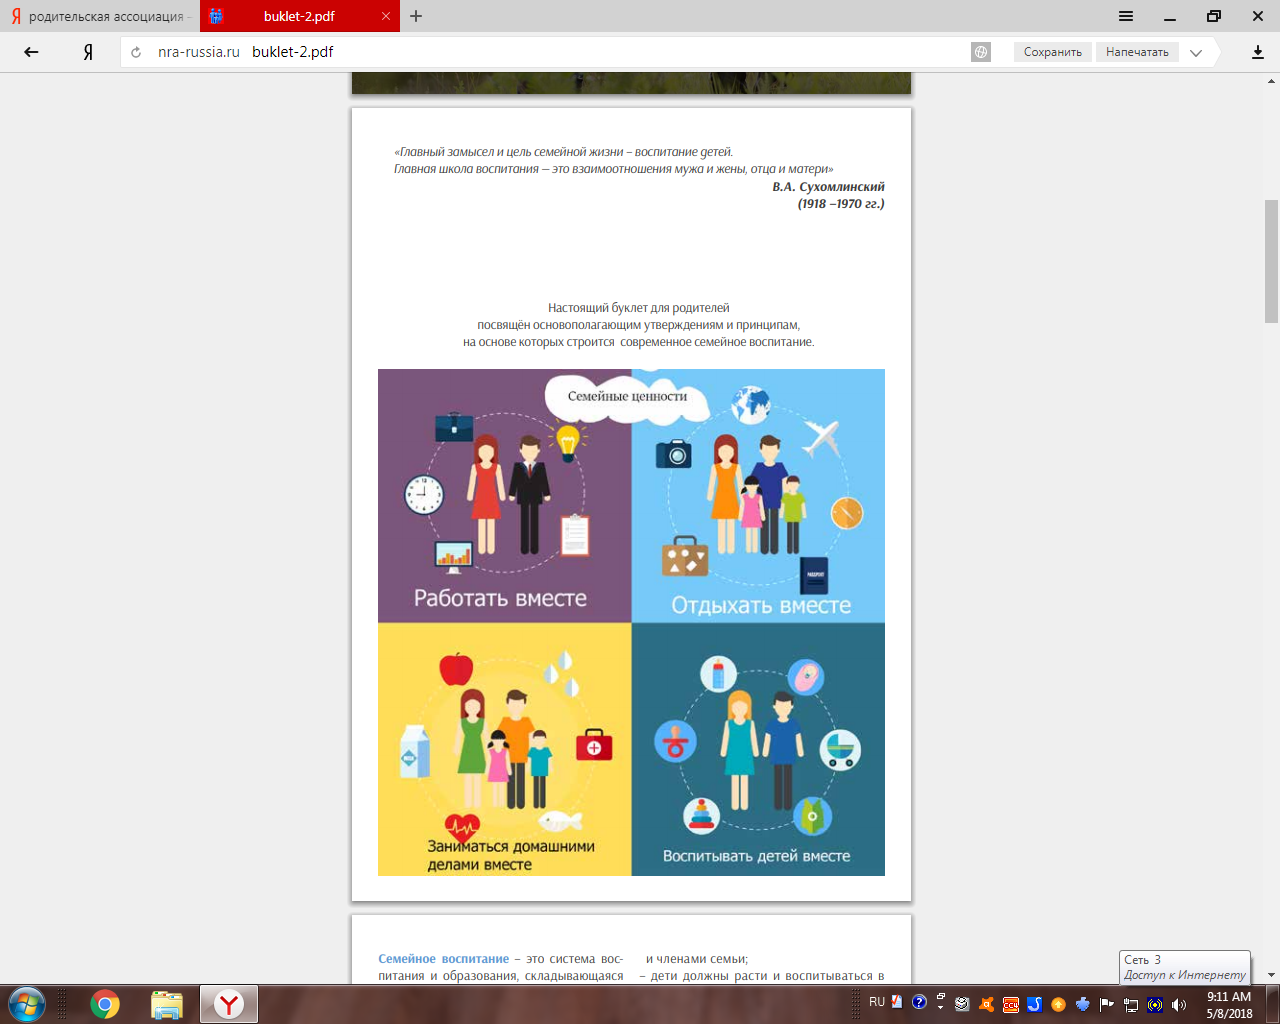 родительская ассоциация -
buklet-2.pdf
nra-russia.ru buklet-2.pdf
Сохранить
Напечатать
«Главный замысел и цель семейной жизни – воспитание детей.
Главная школа воспитания — это взаимоотношения мужа и жены, отца и матери»
В.А. Сухомлинский
(1918 –1970 гг.)
Настоящий буклет для родителей
посвящён основополагающим утверждениям и принципам,
на основе которых строится современное семейное воспитание.
Семейные ценности
Работать вместе
PASSPORT
Отдыхать вместе
Заниматься домашними
делами вместе
Воспитывать детей вместе
Семейное воспитание – это система вос-
питания и образования, складывающаяся
и членами семьи;
– дети должны расти и воспитываться в
Сеть 3
Доступ к Интернету
RU
9:11 AM
5/8/2018